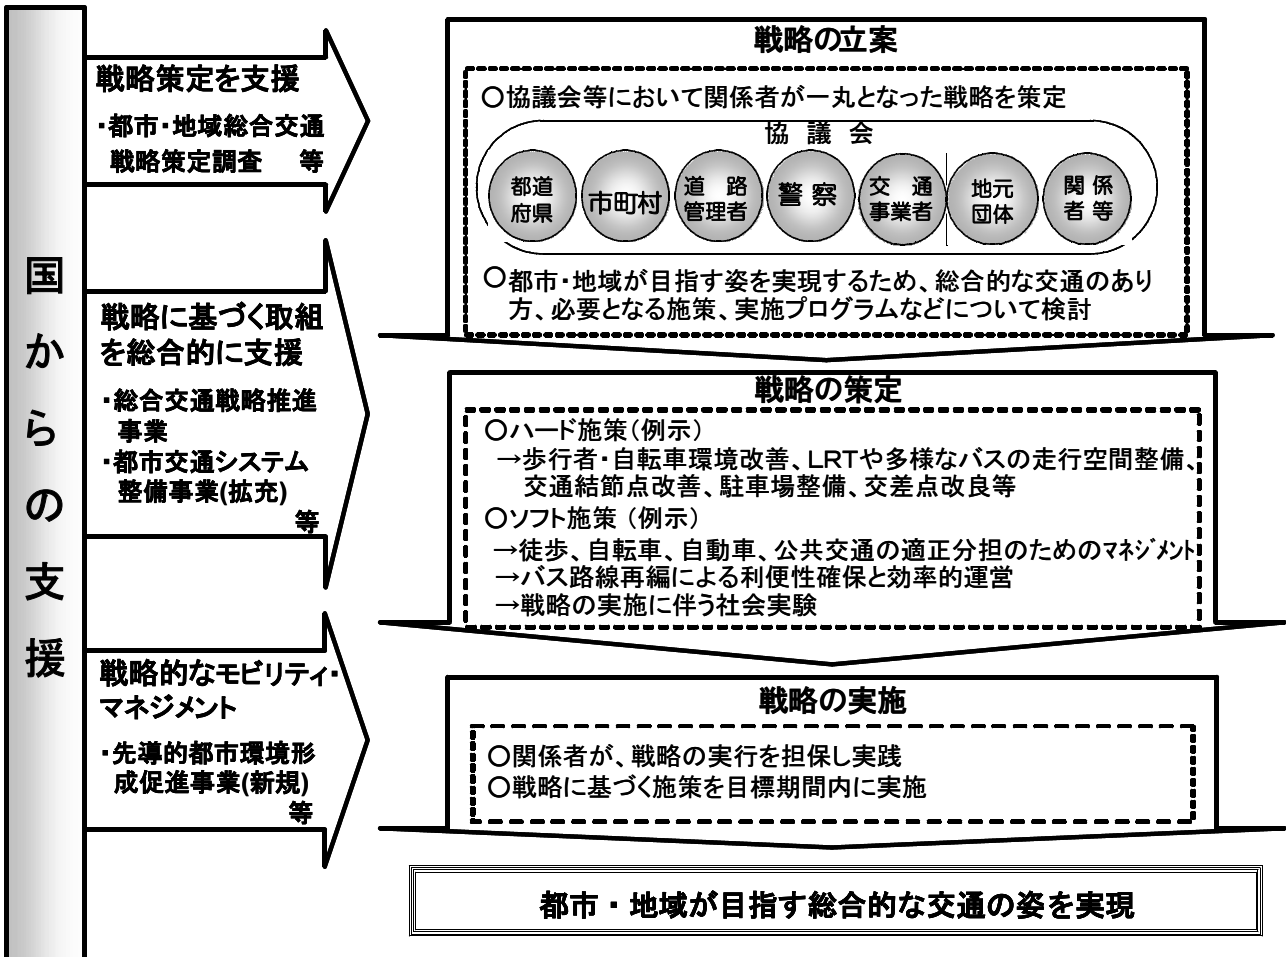 国からの支援
戦略策定を支援
・都市・地域総合交通
戦略策定調査 等
戦略に基づく取組
を総合的に支援
・総合交通戦略推進
事業
・都市交通システム
整備事業(拡充)
等
戦略的なモビリティ・
マネジメント
・先導的都市環境形
成促進事業(新規)
等
戦略の立案
○協議会等において関係者が一丸となった戦略を策定
協 議 会
都道
府県
市町村
道 路
管理者
警 察
交 通
事業者
地元
団体
関 係
者 等
○都市・地域が目指す姿を実現するため、総合的な交通のあり
方、必要となる施策、実施プログラムなどについて検討
戦略の策定
○ハード施策(例示)
→歩行者・自転車環境改善、LRTや多様なバスの走行空間整備、
交通結節点改善、駐車場整備、交差点改良等
○ソフト施策 (例示)
→徒歩、自転車、自動車、公共交通の適正分担のためのマネジメント
→バス路線再編による利便性確保と効率的運営
→戦略の実施に伴う社会実験
戦略の実施
○関係者が、戦略の実行を担保し実践
○戦略に基づく施策を目標期間内に実施
都市・地域が目指す総合的な交通の姿を実現